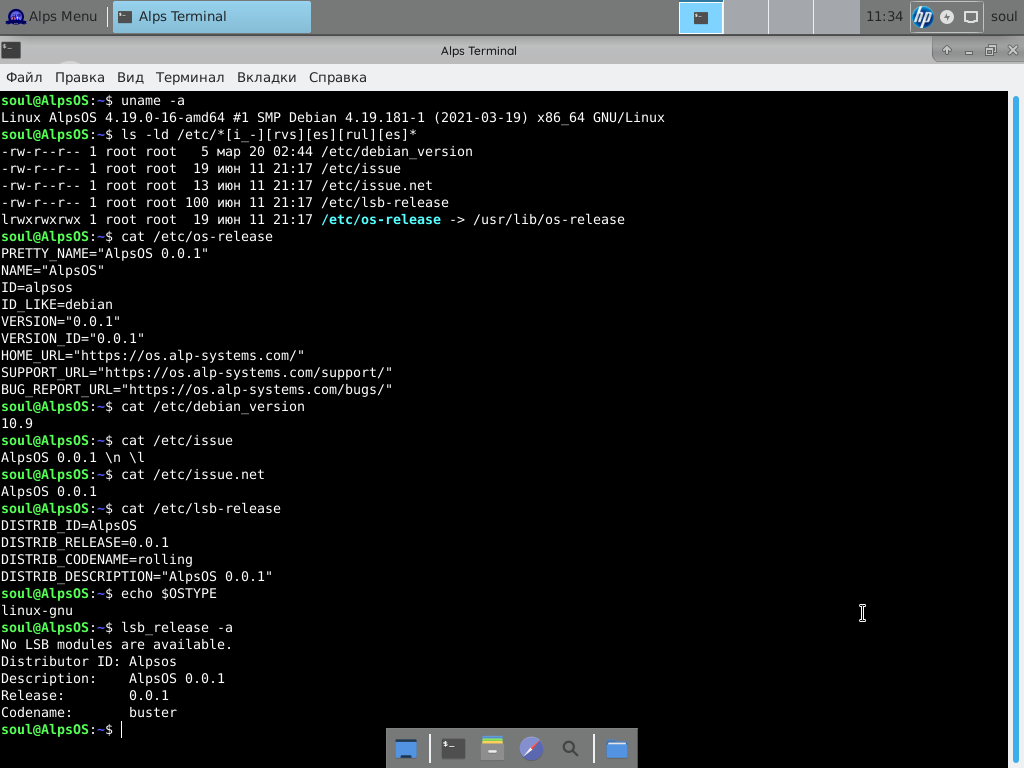 Alps Menu Alps Terminal 11:34 hp soul
Alps Terminal
Файл Правка Вид Терминал Вкладки Справка
soul@AlpsOS:~$ uname -a
Linux AlpsOS 4.19.0-16-amd64 #1 SMP Debian 4.19.181-1 (2021-03-19) x86_64 GNU/Linux
soul@AlpsOS:~$ ls -ld /etc/*[i_-][rvs][es][rul][es]*
-rw-r--r-- 1 root root   5 мар 20 02:44 /etc/debian_version
-rw-r--r-- 1 root root  19 июн 11 21:17 /etc/issue
-rw-r--r-- 1 root root  13 июн 11 21:17 /etc/issue.net
-rw-r--r-- 1 root root 100 июн 11 21:17 /etc/lsb-release
lrwxrwxrwx 1 root root  19 июн 11 21:17 /etc/os-release -> /usr/lib/os-release
soul@AlpsOS:~$ cat /etc/os-release
PRETTY_NAME="AlpsOS 0.0.1"
NAME="AlpsOS"
ID=alpsos
ID_LIKE=debian
VERSION="0.0.1"
VERSION_ID="0.0.1"
HOME_URL="https://os.alp-systems.com/"
SUPPORT_URL="https://os.alp-systems.com/support/"
BUG_REPORT_URL="https://os.alp-systems.com/bugs/"
soul@AlpsOS:~$ cat /etc/debian_version
10.9
soul@AlpsOS:~$ cat /etc/issue
AlpsOS 0.0.1 \n \l
soul@AlpsOS:~$ cat /etc/issue.net
AlpsOS 0.0.1
soul@AlpsOS:~$ cat /etc/lsb-release
DISTRIB_ID=AlpsOS
DISTRIB_RELEASE=0.0.1
DISTRIB_CODENAME=rolling
DISTRIB_DESCRIPTION="AlpsOS 0.0.1"
soul@AlpsOS:~$ echo $OSTYPE
linux-gnu
soul@AlpsOS:~$ lsb_release -a
No LSB modules are available.
Distributor ID: Alpsos
Description:    AlpsOS 0.0.1
Release:        0.0.1
Codename:       buster
soul@AlpsOS:~$